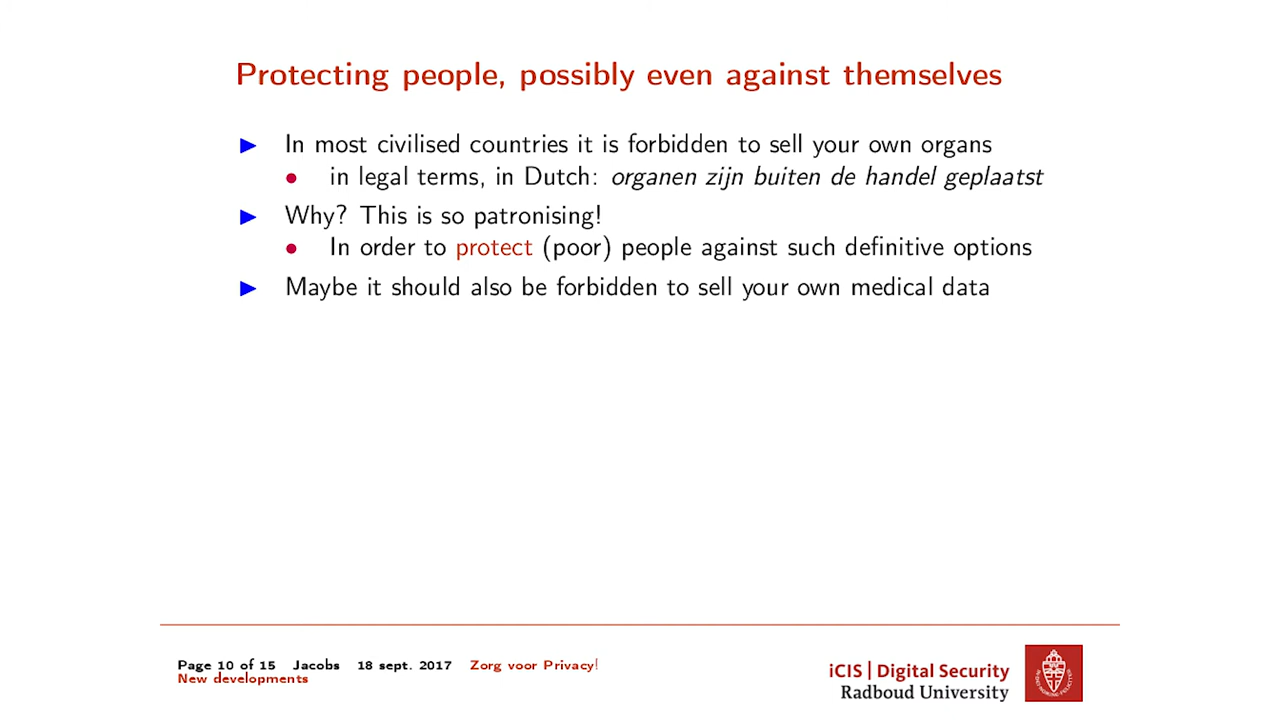 Protecting people, possibly even against themselves
In most civilised countries it is forbidden to sell your own organs
in legal terms, in Dutch: organen zijn buiten de handel geplaatst
Why? This is so patronising!
In order to protect (poor) people against such definitive options
Maybe it should also be forbidden to sell your own medical data
Page 10 of 15 Jacobs 18 sept. 2017 Zorg voor Privacy!
New developments
iCIS | Digital Security
Radboud University